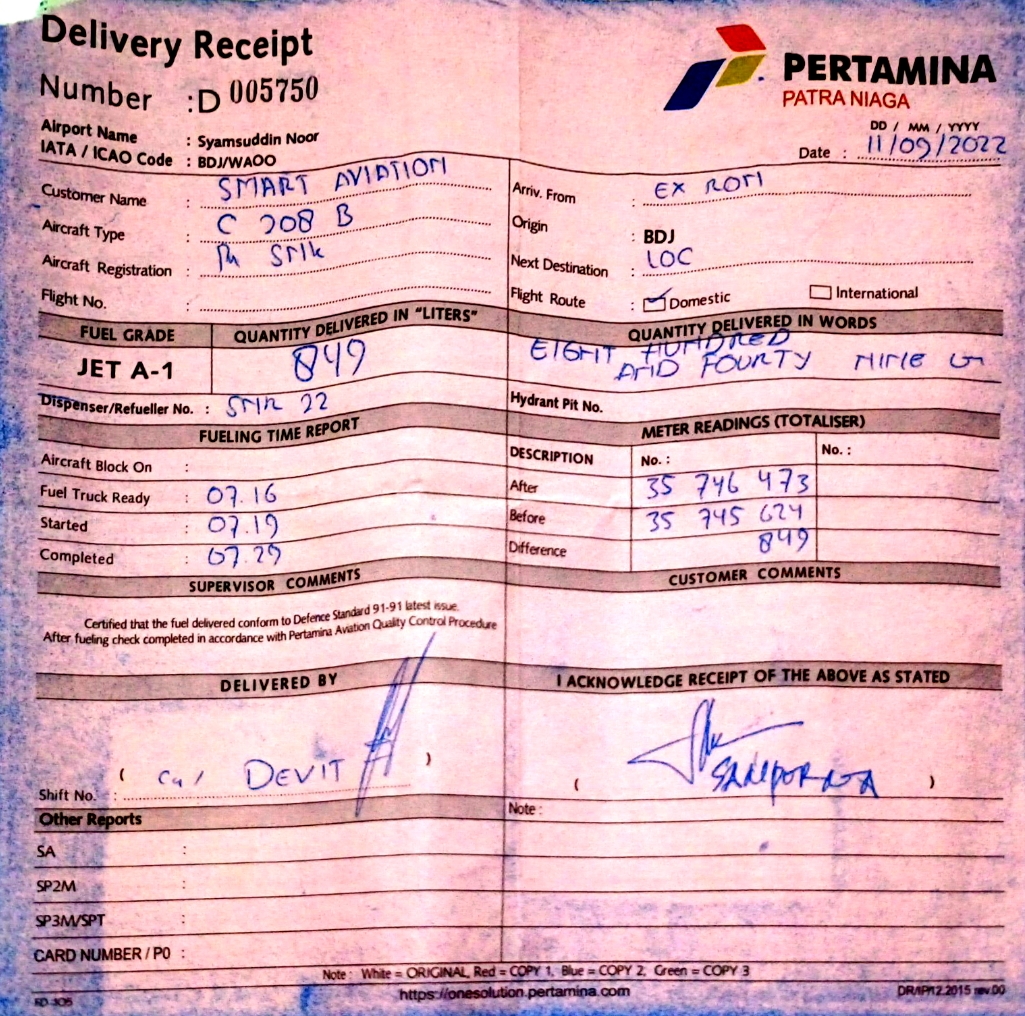 Delivery Receipt
Number : D 005750
PERTAMINA
PATRA NIAGA
Airport Name : Syamsuddin Noor
IATA / ICAO Code : BDJ/WAOO
DD / MM / YYYY
Date : 11/09/2022
Customer Name : SMART AVIATION
Aircraft Type : C 208 B
Aircraft Registration :
Flight No. :
Arriv. From : EX ROM
Origin : BDJ
Next Destination : LOC
Flight Route : Domestic International
FUEL GRADE QUANTITY DELIVERED IN "LITERS" QUANTITY DELIVERED IN WORDS
JET A-1 849 EIGHT HUNDRED
AND FOURTY NINE
Dispenser/Refueller No. : 22
Hydrant Pit No.
FUELING TIME REPORT
Aircraft Block On :
Fuel Truck Ready : 07.16
Started : 07.19
Completed : 07.29
METER READINGS (TOTALISER)
DESCRIPTION No. : No. :
After 35 746 473
Before 35 745 624
Difference 849
SUPERVISOR COMMENTS
Certified that the fuel delivered conform to Defence Standard 91-91 latest issue.
After fueling check completed in accordance with Pertamina Aviation Quality Control Procedure
CUSTOMER COMMENTS
DELIVERED BY
( DEVIT )
Shift No. :
I ACKNOWLEDGE RECEIPT OF THE ABOVE AS STATED
( )
Note :
Other Reports
SA :
SP2M :
SP3M/SPT :
CARD NUMBER / P0 :
Note : White = ORIGINAL, Red = COPY 1, Blue = COPY 2, Green = COPY 3
https://onesolution.pertamina.com